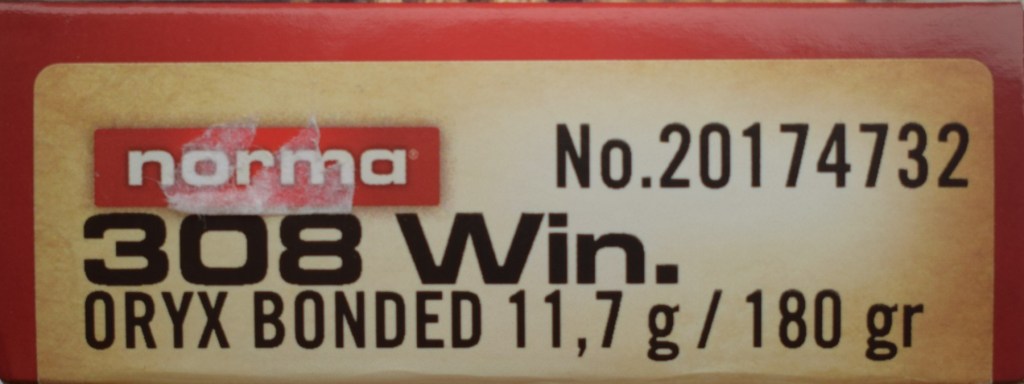 norma® No.20174732
308 Win.
ORYX BONDED 11,7 g / 180 gr